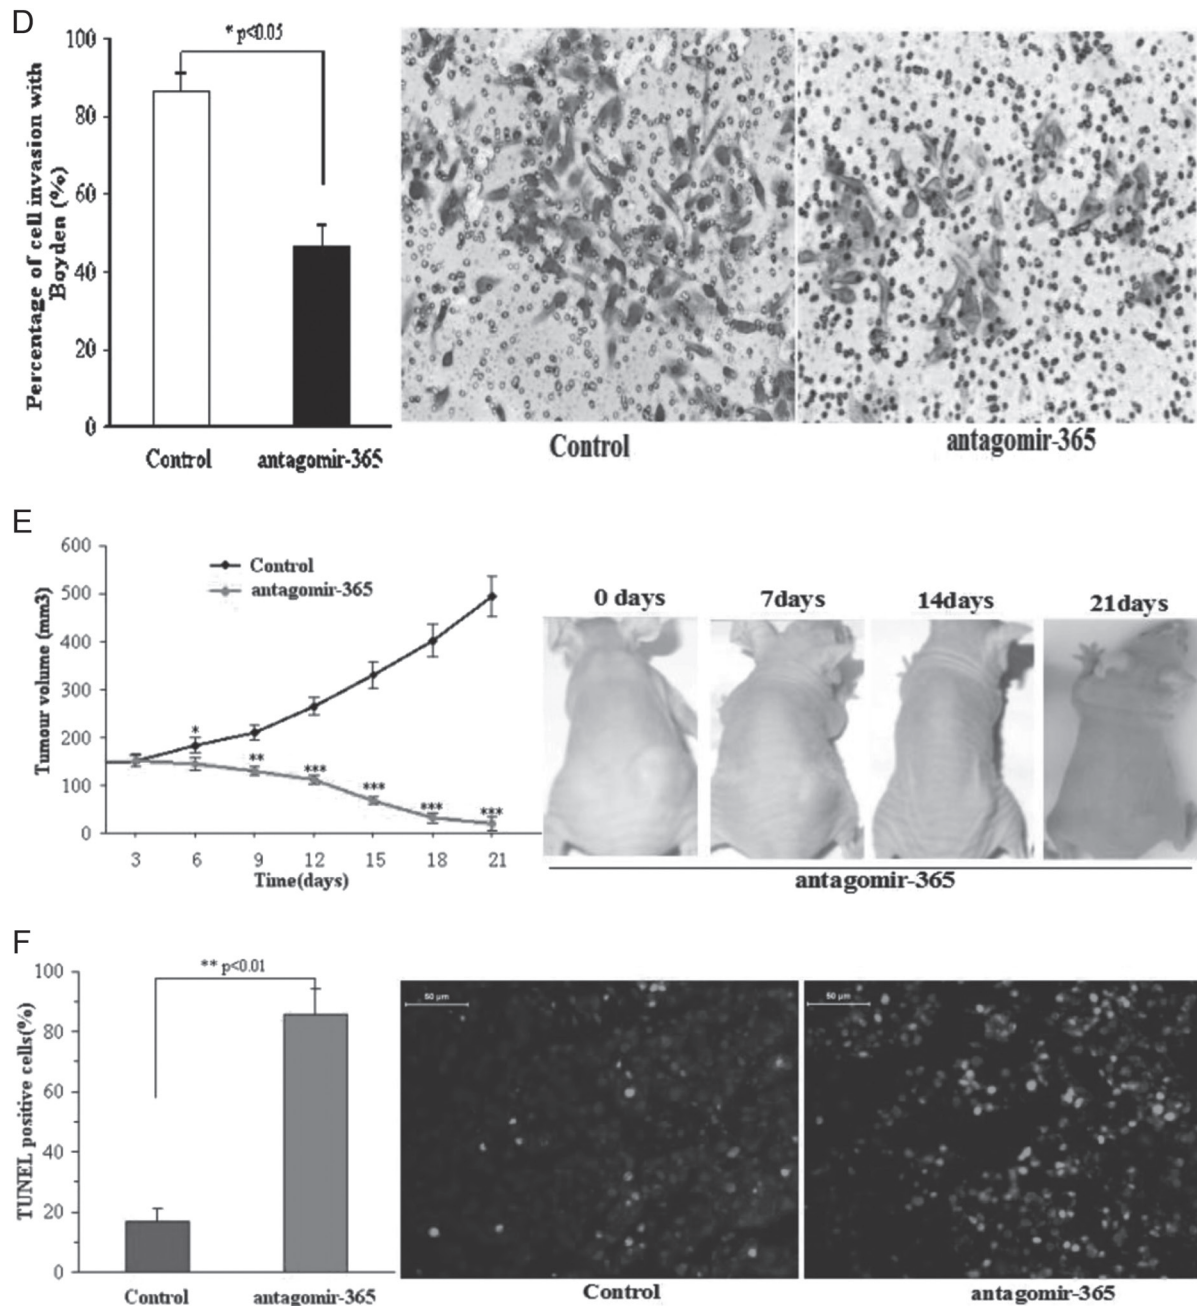 D
* p<0.05
100
80
60
40
20
0
Percentage of cell invasion with
Boyden (%)
Control
antagomir-365
Control
antagomir-365
E
600
500
400
300
200
100
0
Tumour volume (mm3)
Control
antagomir-365
*
**
***
***
***
***
3 6 9 12 15 18 21
Time(days)
0 days 7days 14days 21days
antagomir-365
F
** p<0.01
100
80
60
40
20
0
TUNEL positive cells(%)
Control
antagomir-365
50 µm
50 µm
Control
antagomir-365